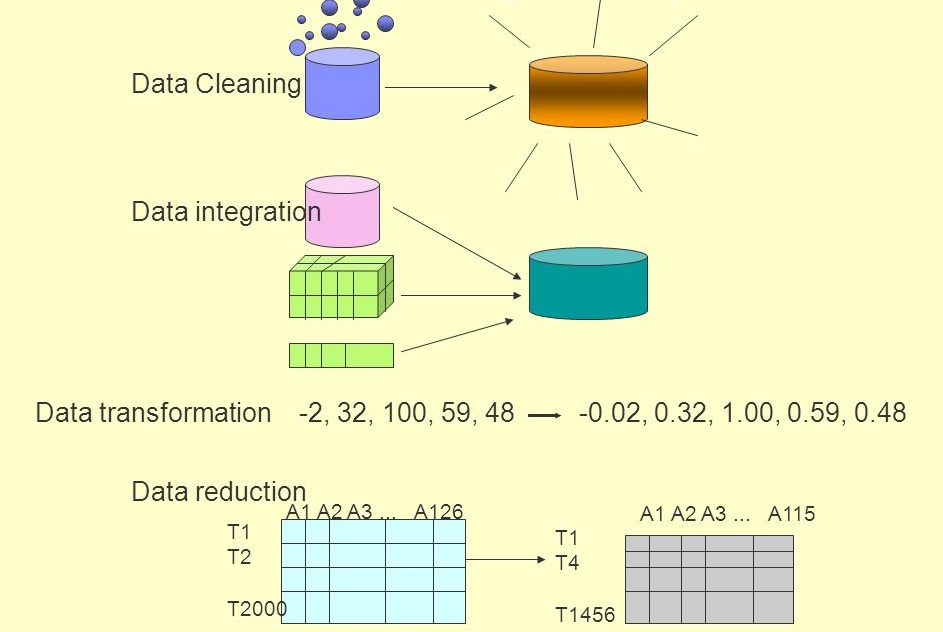 Data Cleaning
Data integration
Data transformation -2, 32, 100, 59, 48 → -0.02, 0.32, 1.00, 0.59, 0.48
Data reduction
A1 A2 A3 ... A126
T1
T2
T2000
A1 A2 A3 ... A115
T1
T4
T1456